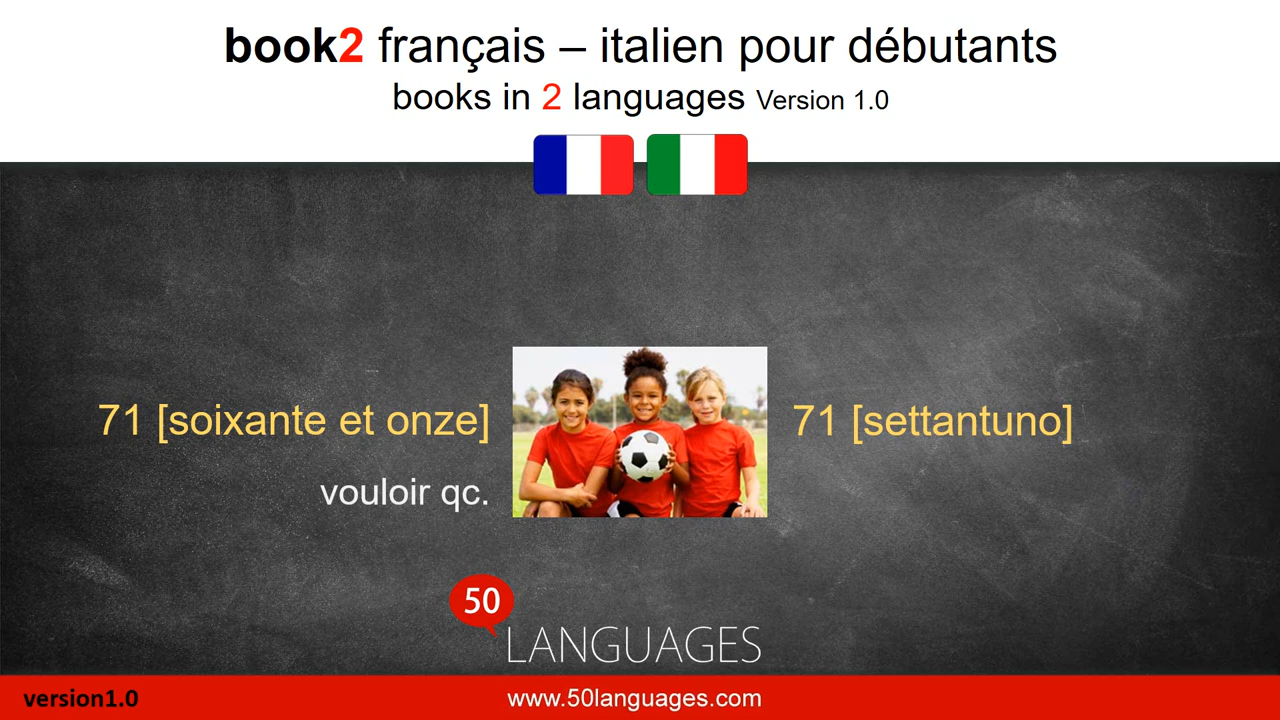 book2 français – italien pour débutants
books in 2 languages Version 1.0
71 [soixante et onze]
71 [settantuno]
vouloir qc.
50
LANGUAGES
version1.0
www.50languages.com